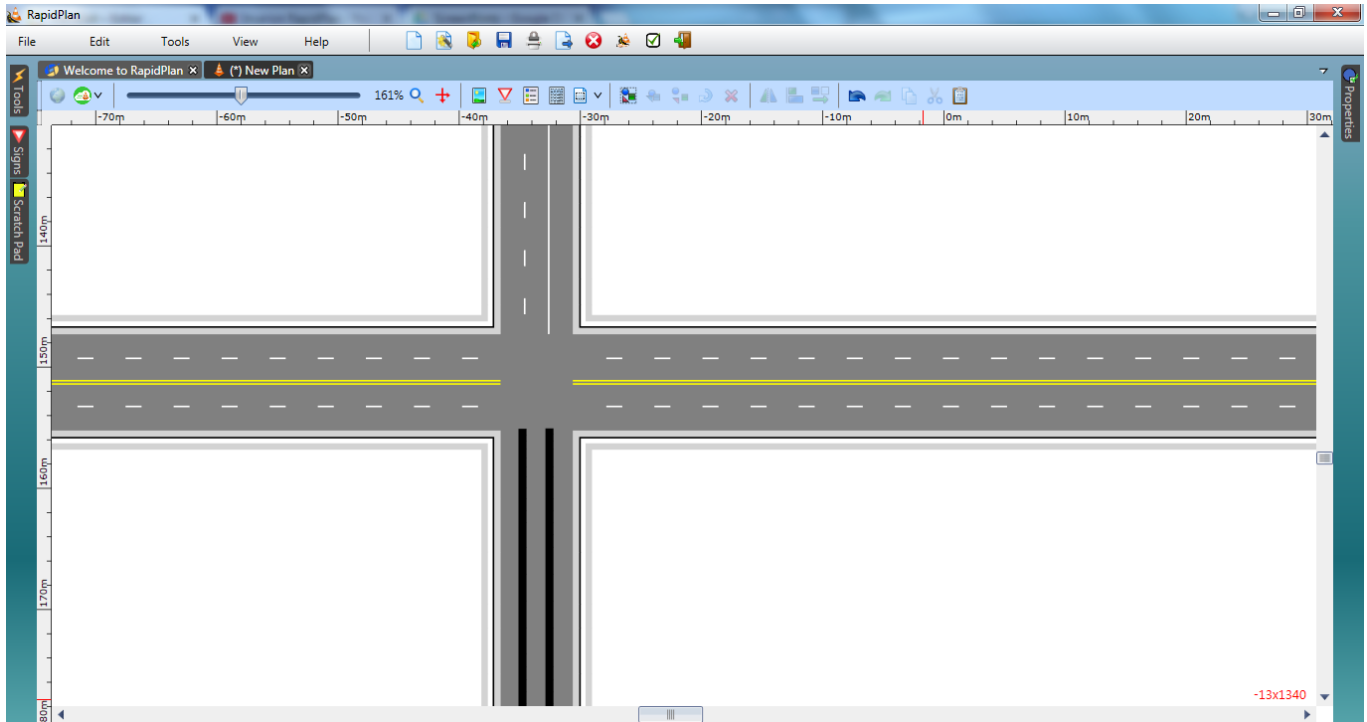 RapidPlan
File Edit Tools View Help
Welcome to RapidPlan (*) New Plan
161%
-70m -60m -50m -40m -30m -20m -10m 0m 10m 20m 30m
Tools
Signs
Scratch Pad
Properties
140m
150m
160m
170m
80m
-13x1340